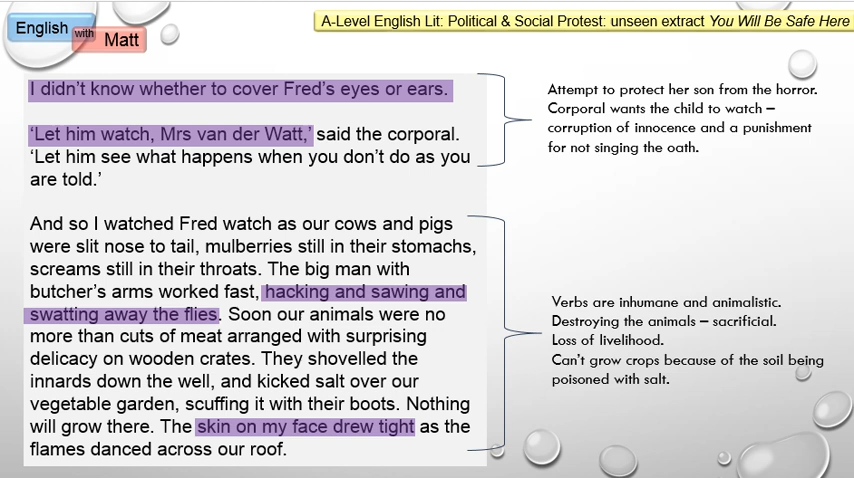 English with Matt
A-Level English Lit: Political & Social Protest: unseen extract You Will Be Safe Here
I didn't know whether to cover Fred's eyes or ears.
'Let him watch, Mrs van der Watt,' said the corporal.
'Let him see what happens when you don't do as you
are told.'
And so I watched Fred watch as our cows and pigs
were slit nose to tail, mulberries still in their stomachs,
screams still in their throats. The big man with
butcher's arms worked fast, hacking and sawing and
swatting away the flies. Soon our animals were no
more than cuts of meat arranged with surprising
delicacy on wooden crates. They shovelled the
innards down the well, and kicked salt over our
vegetable garden, scuffing it with their boots. Nothing
will grow there. The skin on my face drew tight as the
flames danced across our roof.
Attempt to protect her son from the horror.
Corporal wants the child to watch –
corruption of innocence and a punishment
for not singing the oath.
Verbs are inhumane and animalistic.
Destroying the animals – sacrificial.
Loss of livelihood.
Can't grow crops because of the soil being
poisoned with salt.